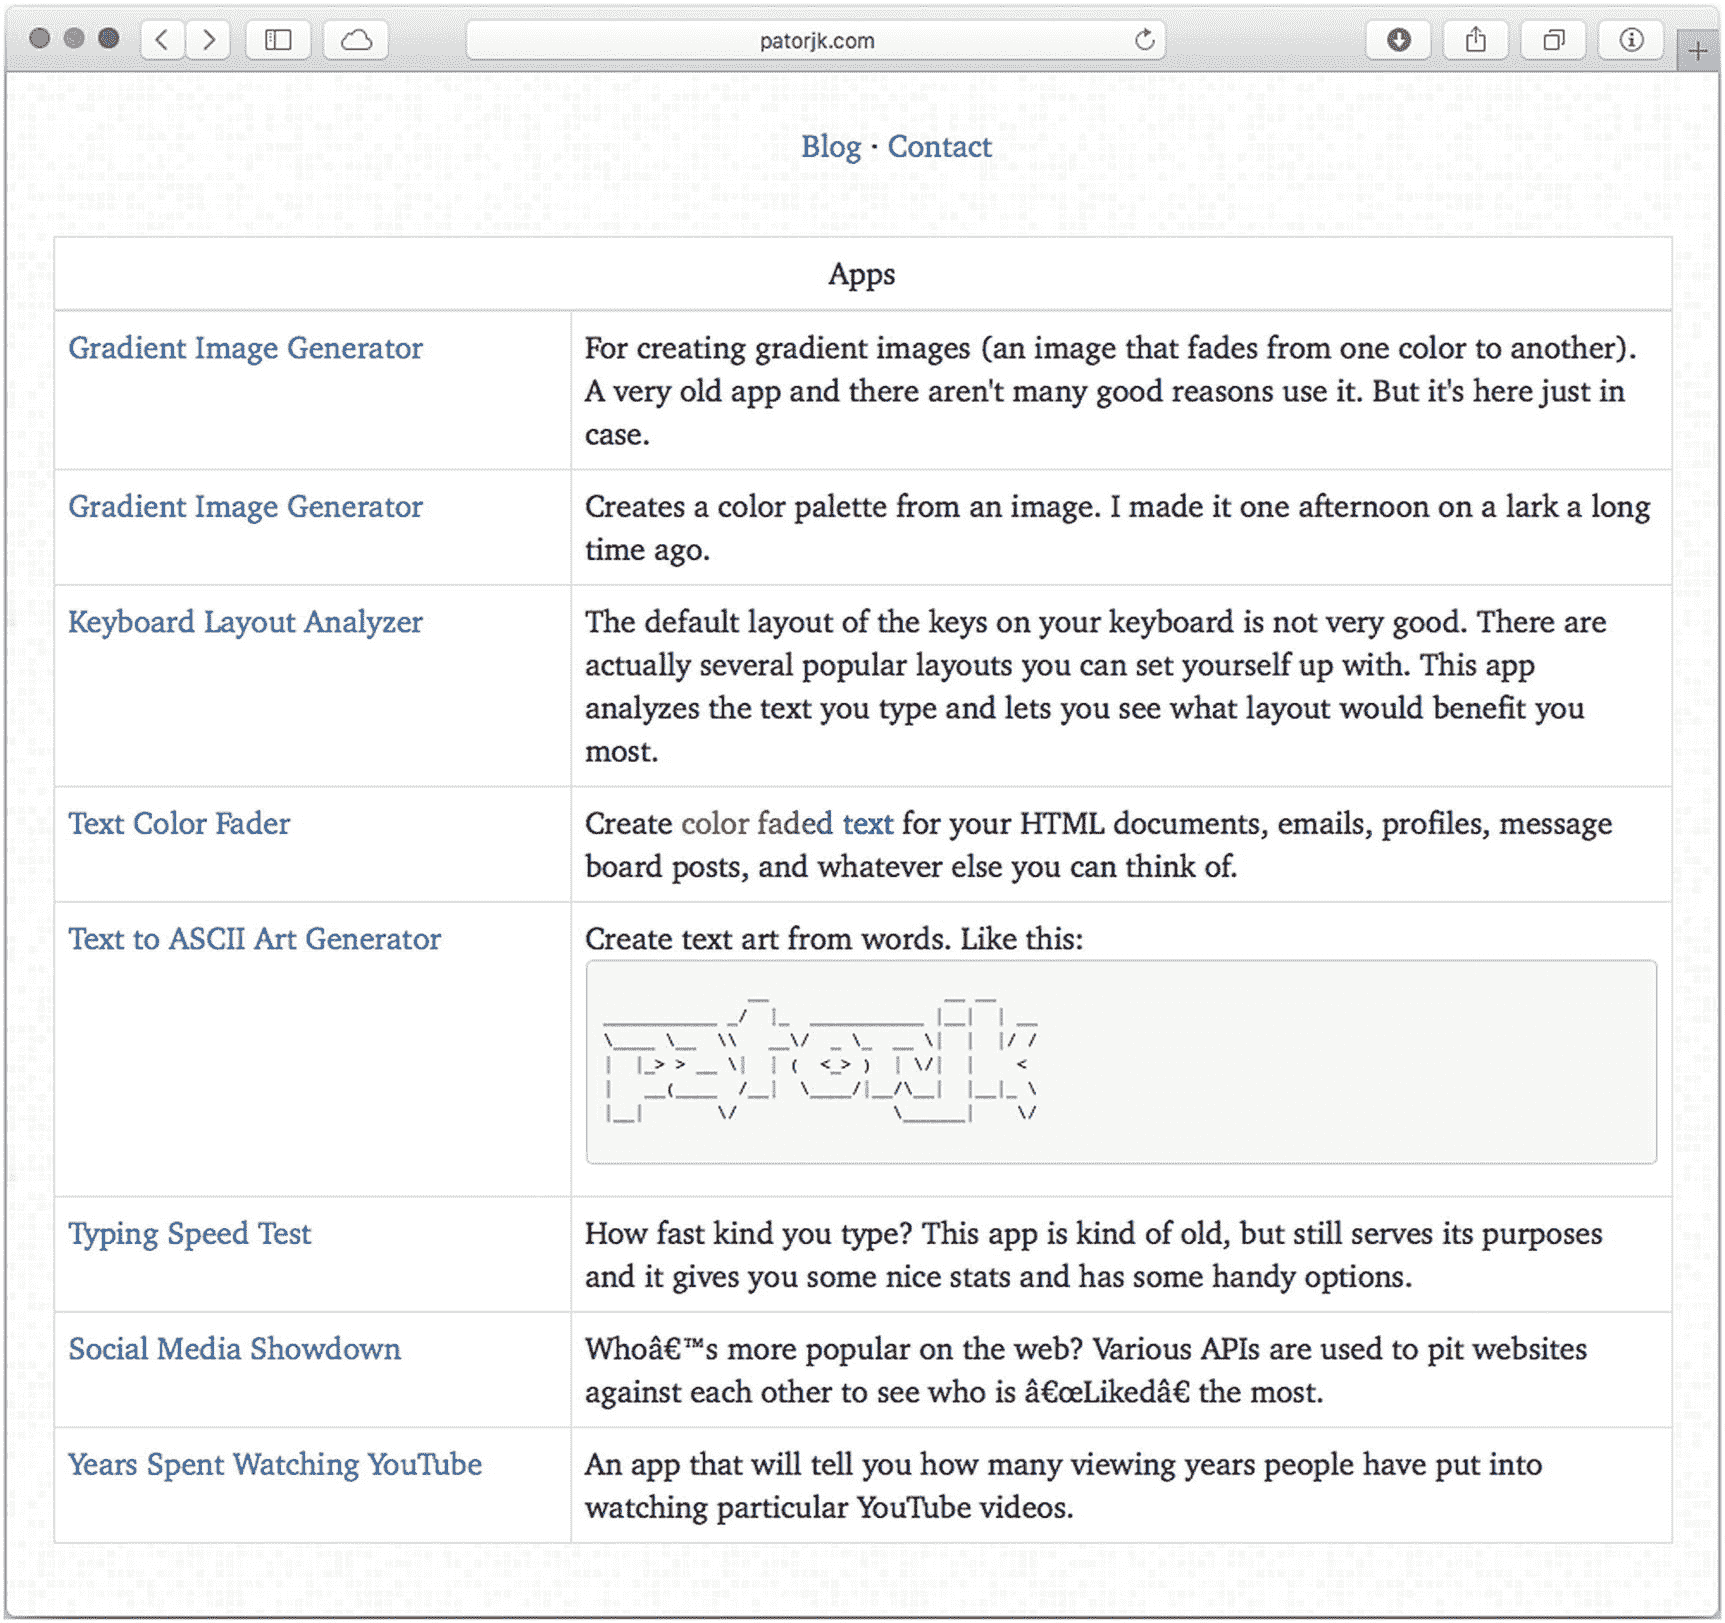 patorjk.com
Blog · Contact
Apps
Gradient Image Generator
For creating gradient images (an image that fades from one color to another).
A very old app and there aren't many good reasons use it. But it's here just in
case.
Gradient Image Generator
Creates a color palette from an image. I made it one afternoon on a lark a long
time ago.
Keyboard Layout Analyzer
The default layout of the keys on your keyboard is not very good. There are
actually several popular layouts you can set yourself up with. This app
analyzes the text you type and lets you see what layout would benefit you
most.
Text Color Fader
Create color faded text for your HTML documents, emails, profiles, message
board posts, and whatever else you can think of.
Text to ASCII Art Generator
Create text art from words. Like this:
patorjk
Typing Speed Test
How fast kind you type? This app is kind of old, but still serves its purposes
and it gives you some nice stats and has some handy options.
Social Media Showdown
Whoâ€™s more popular on the web? Various APIs are used to pit websites
against each other to see who is â€œLikedâ€ the most.
Years Spent Watching YouTube
An app that will tell you how many viewing years people have put into
watching particular YouTube videos.